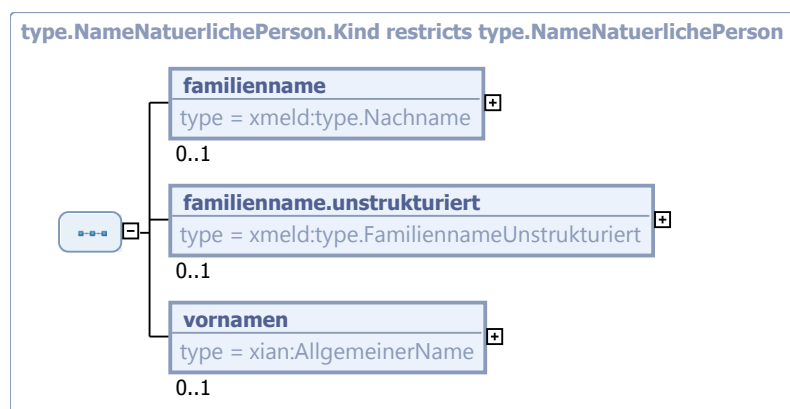 type.NameNatuerlichePerson.Kind restricts type.NameNatuerlichePerson
familienname
type = xmeld:type.Nachname
0..1
familienname.unstrukturiert
type = xmeld:type.FamiliennameUnstrukturiert
0..1
vornamen
type = xian:AllgemeinerName
0..1